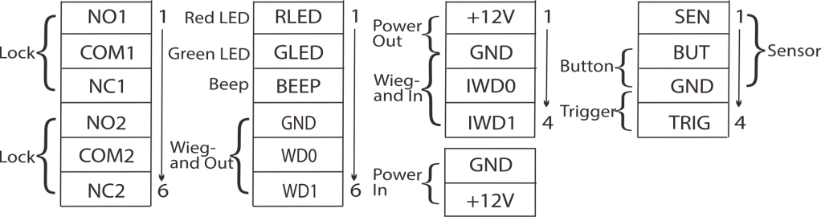 Lock
NO1
COM1
NC1
Lock
NO2
COM2
NC2
1
6
Red LED
RLED
Green LED
GLED
Beep
BEEP
Wieg-
and Out
GND
WD0
WD1
1
6
Power
Out
+12V
GND
Wieg-
and In
IWD0
IWD1
1
4
Power
In
GND
+12V
SEN
Button
BUT
GND
Trigger
TRIG
1
4
Sensor